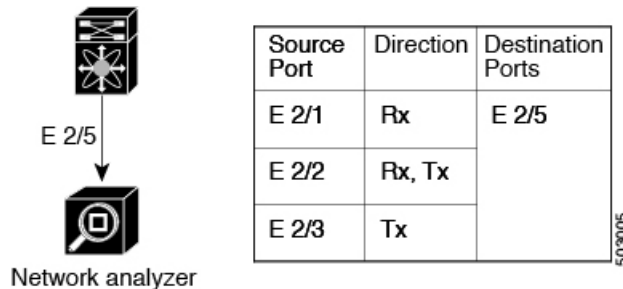 E 2/5
Network analyzer
Source Port Direction Destination Ports
E 2/1 Rx E 2/5
E 2/2 Rx, Tx
E 2/3 Tx
503005